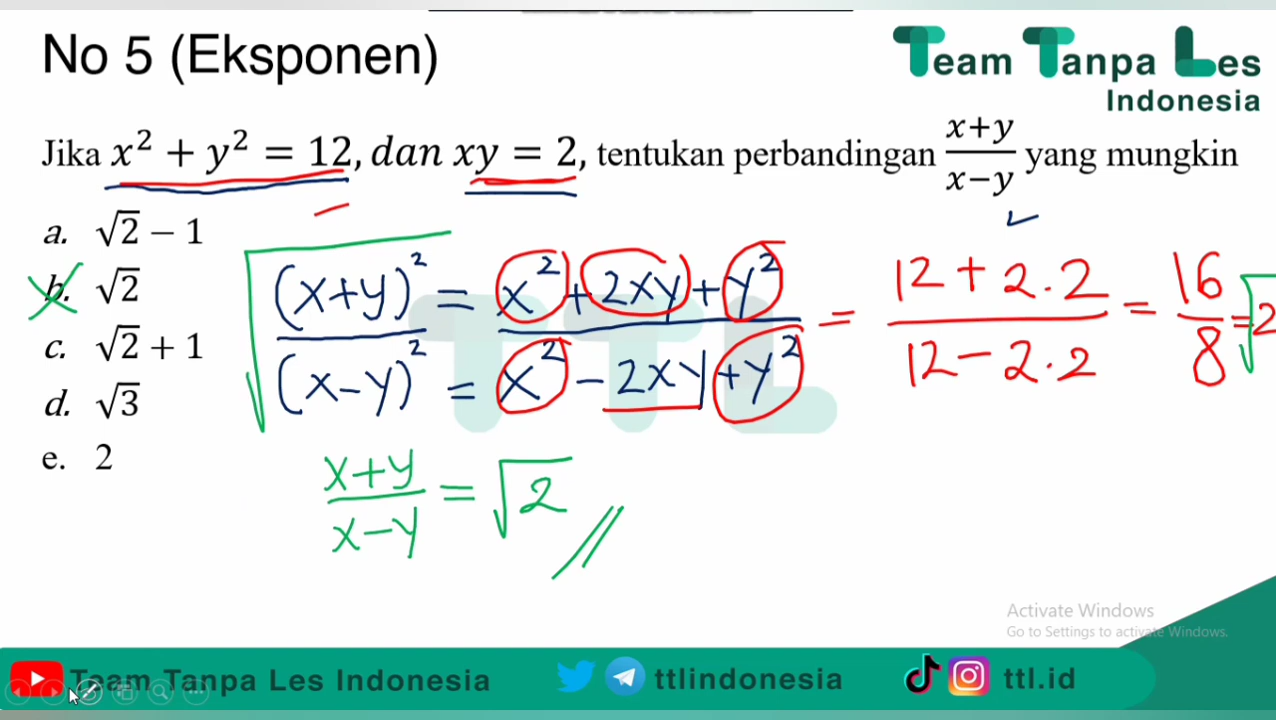 No 5 (Eksponen)
Team Tanpa Les
Indonesia
Jika x² + y² = 12, dan xy = 2, tentukan perbandingan (x+y)/(x−y) yang mungkin
a. √2 − 1
b. √2
c. √2 + 1
d. √3
e. 2
√((x+y)²/(x−y)²) = (x² + 2xy + y²)/(x² − 2xy + y²) = (12 + 2.2)/(12 − 2.2) = 16/8 = √2
(x+y)/(x−y) = √2 //
TTL
Activate Windows
Go to Settings to activate Windows.
Team Tanpa Les Indonesia
ttlindonesia
ttl.id